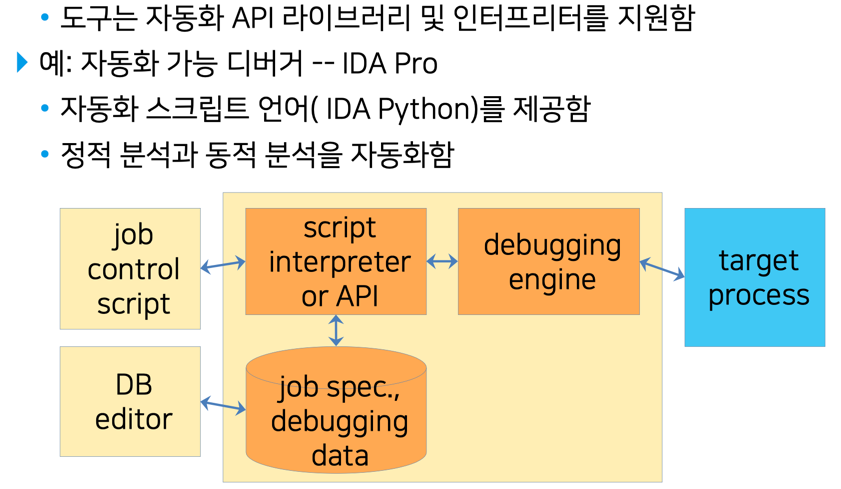 • 도구는 자동화 API 라이브러리 및 인터프리터를 지원함
▶ 예: 자동화 가능 디버거 -- IDA Pro
• 자동화 스크립트 언어( IDA Python)를 제공함
• 정적 분석과 동적 분석을 자동화함
job
control
script
script
interpreter
or API
debugging
engine
target
process
DB
editor
job spec.,
debugging
data